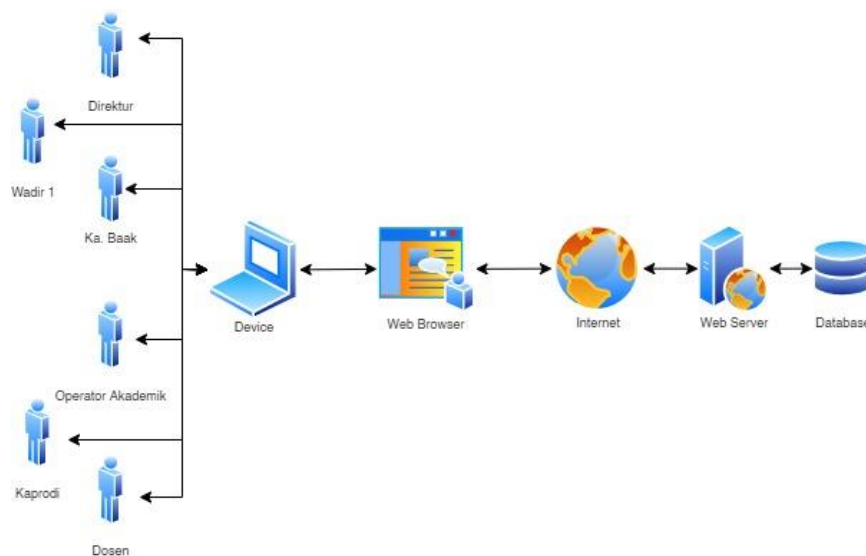 Direktur
Wadir 1
Ka. Baak
Device
Web Browser
Internet
Web Server
Database
Operator Akademik
Kaprodi
Dosen